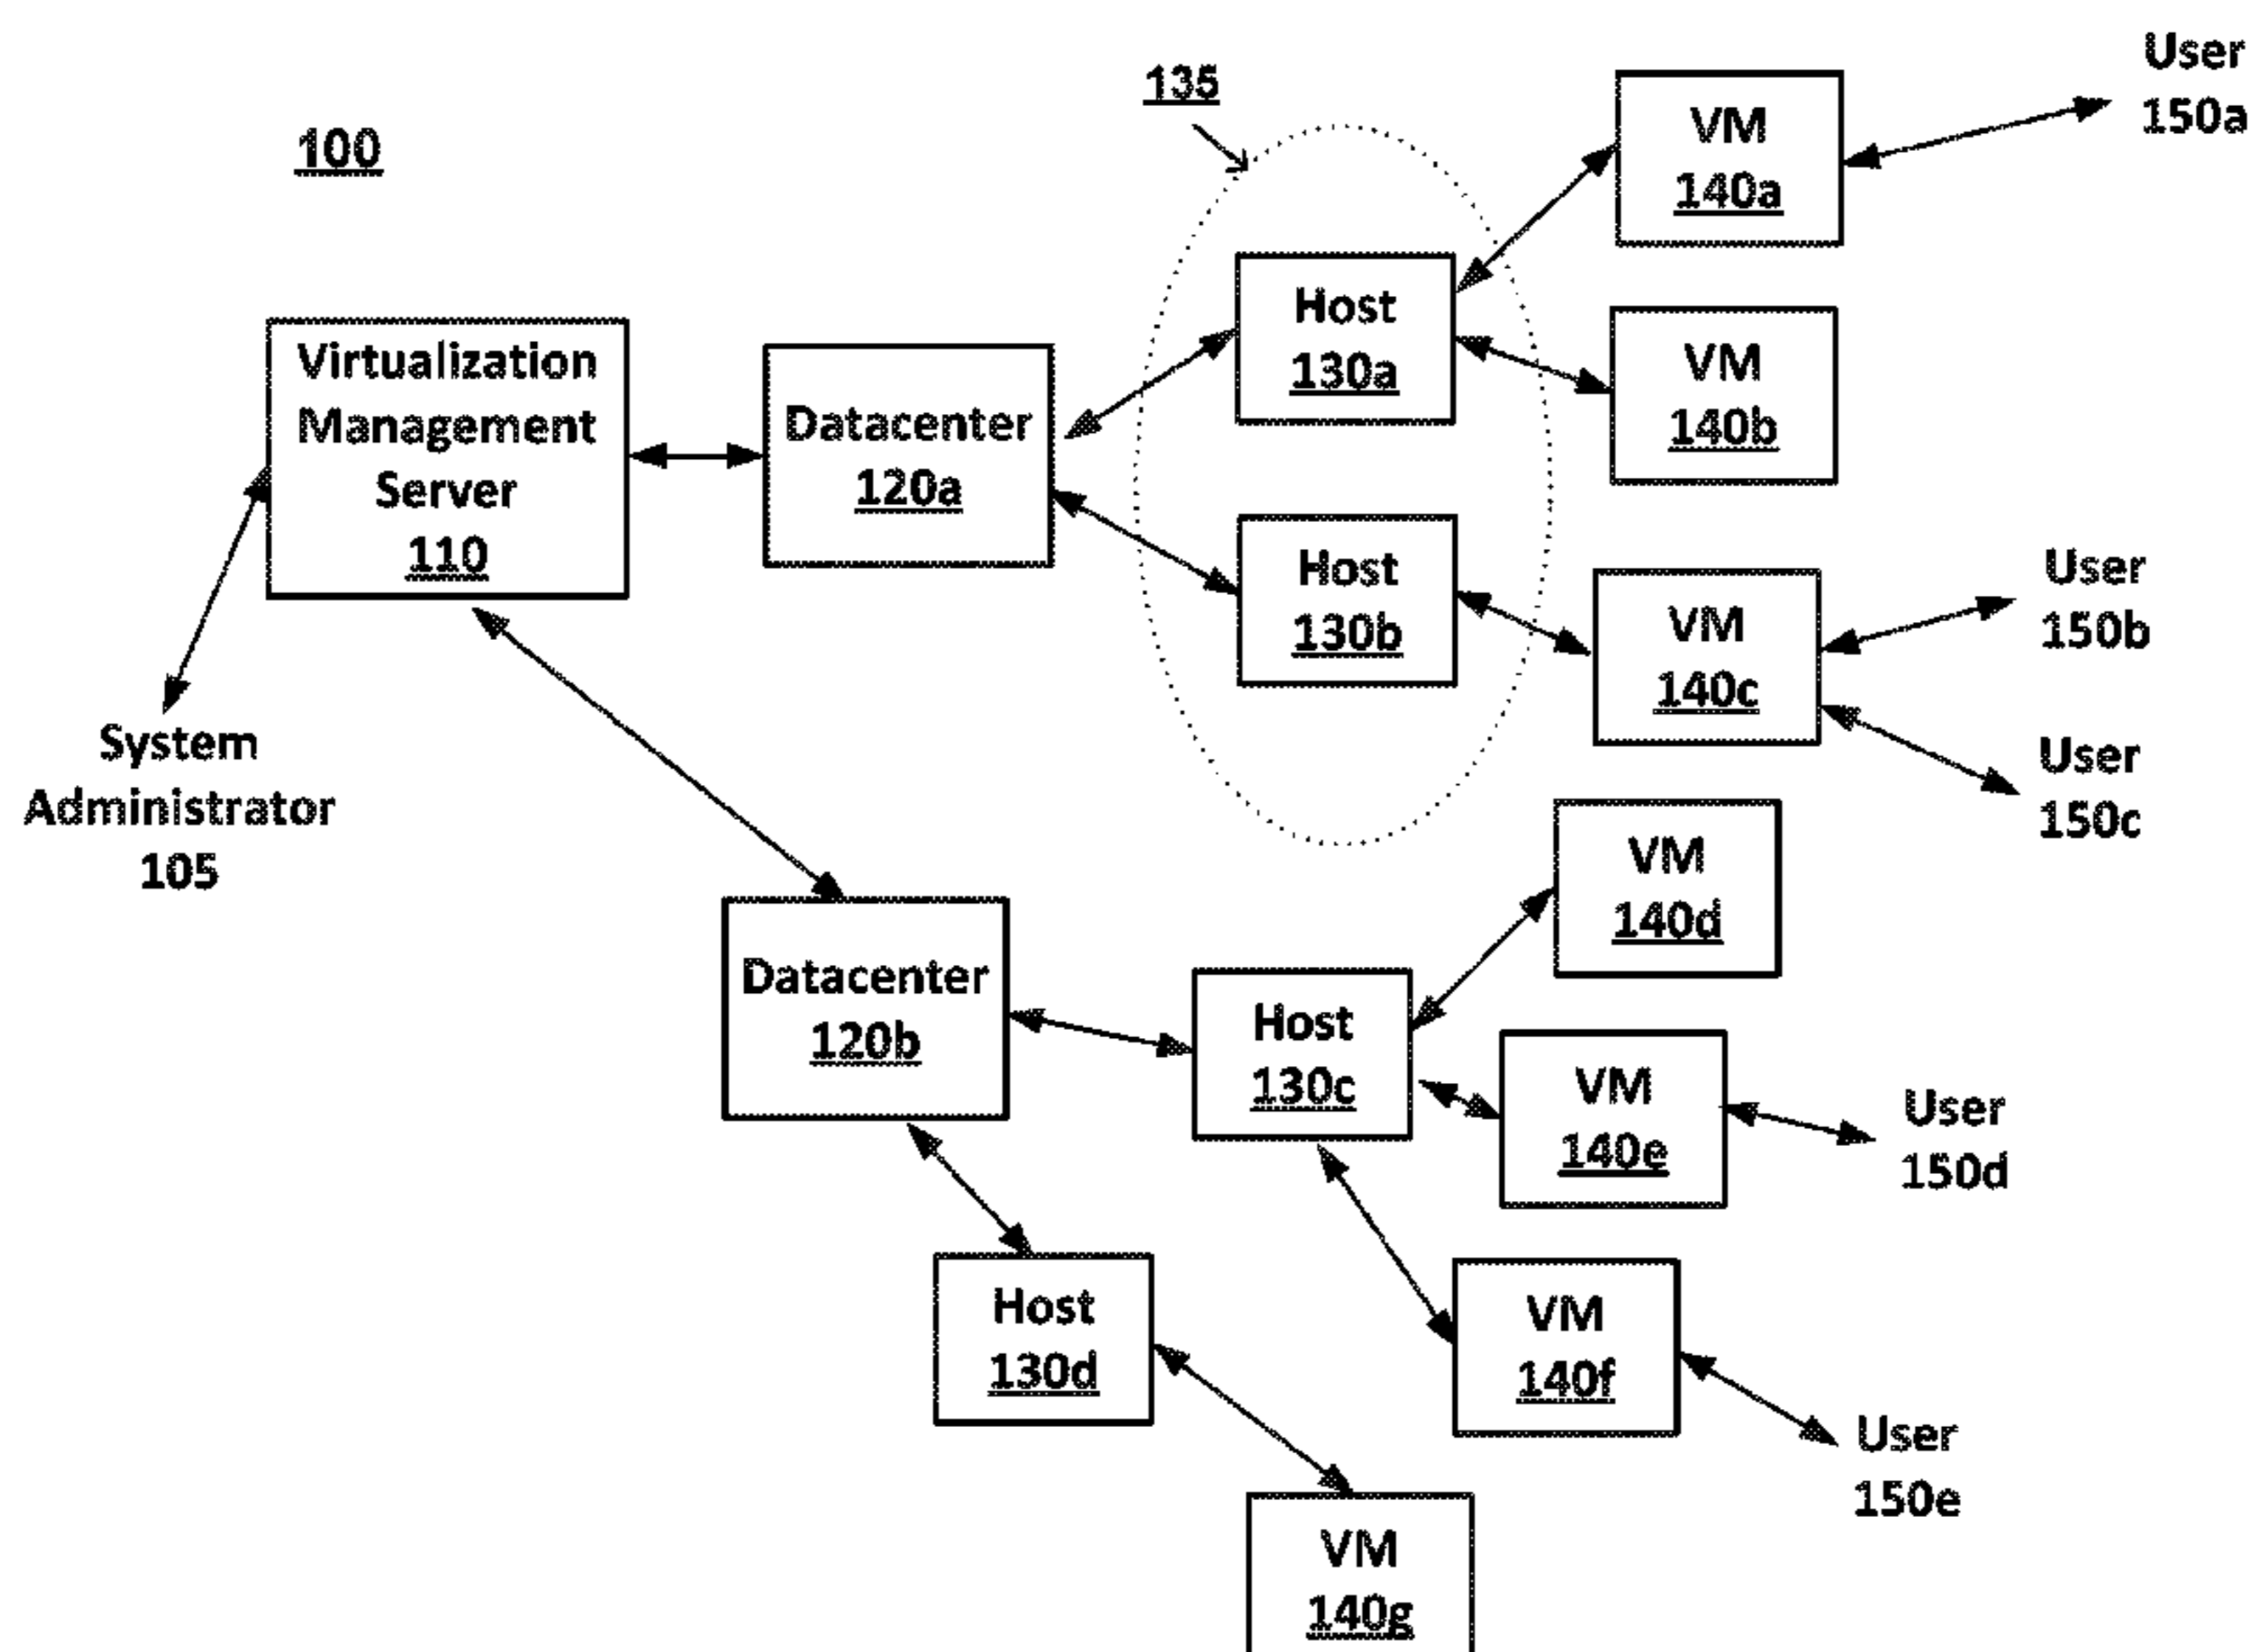 100
135
User
150a
VM
140a
Host
130a
VM
140b
Virtualization
Management
Server
110
Datacenter
120a
Host
130b
VM
140c
User
150b
User
150c
System
Administrator
105
VM
140d
Datacenter
120b
Host
130c
VM
140e
User
150d
Host
130d
VM
140f
User
150e
VM
140g